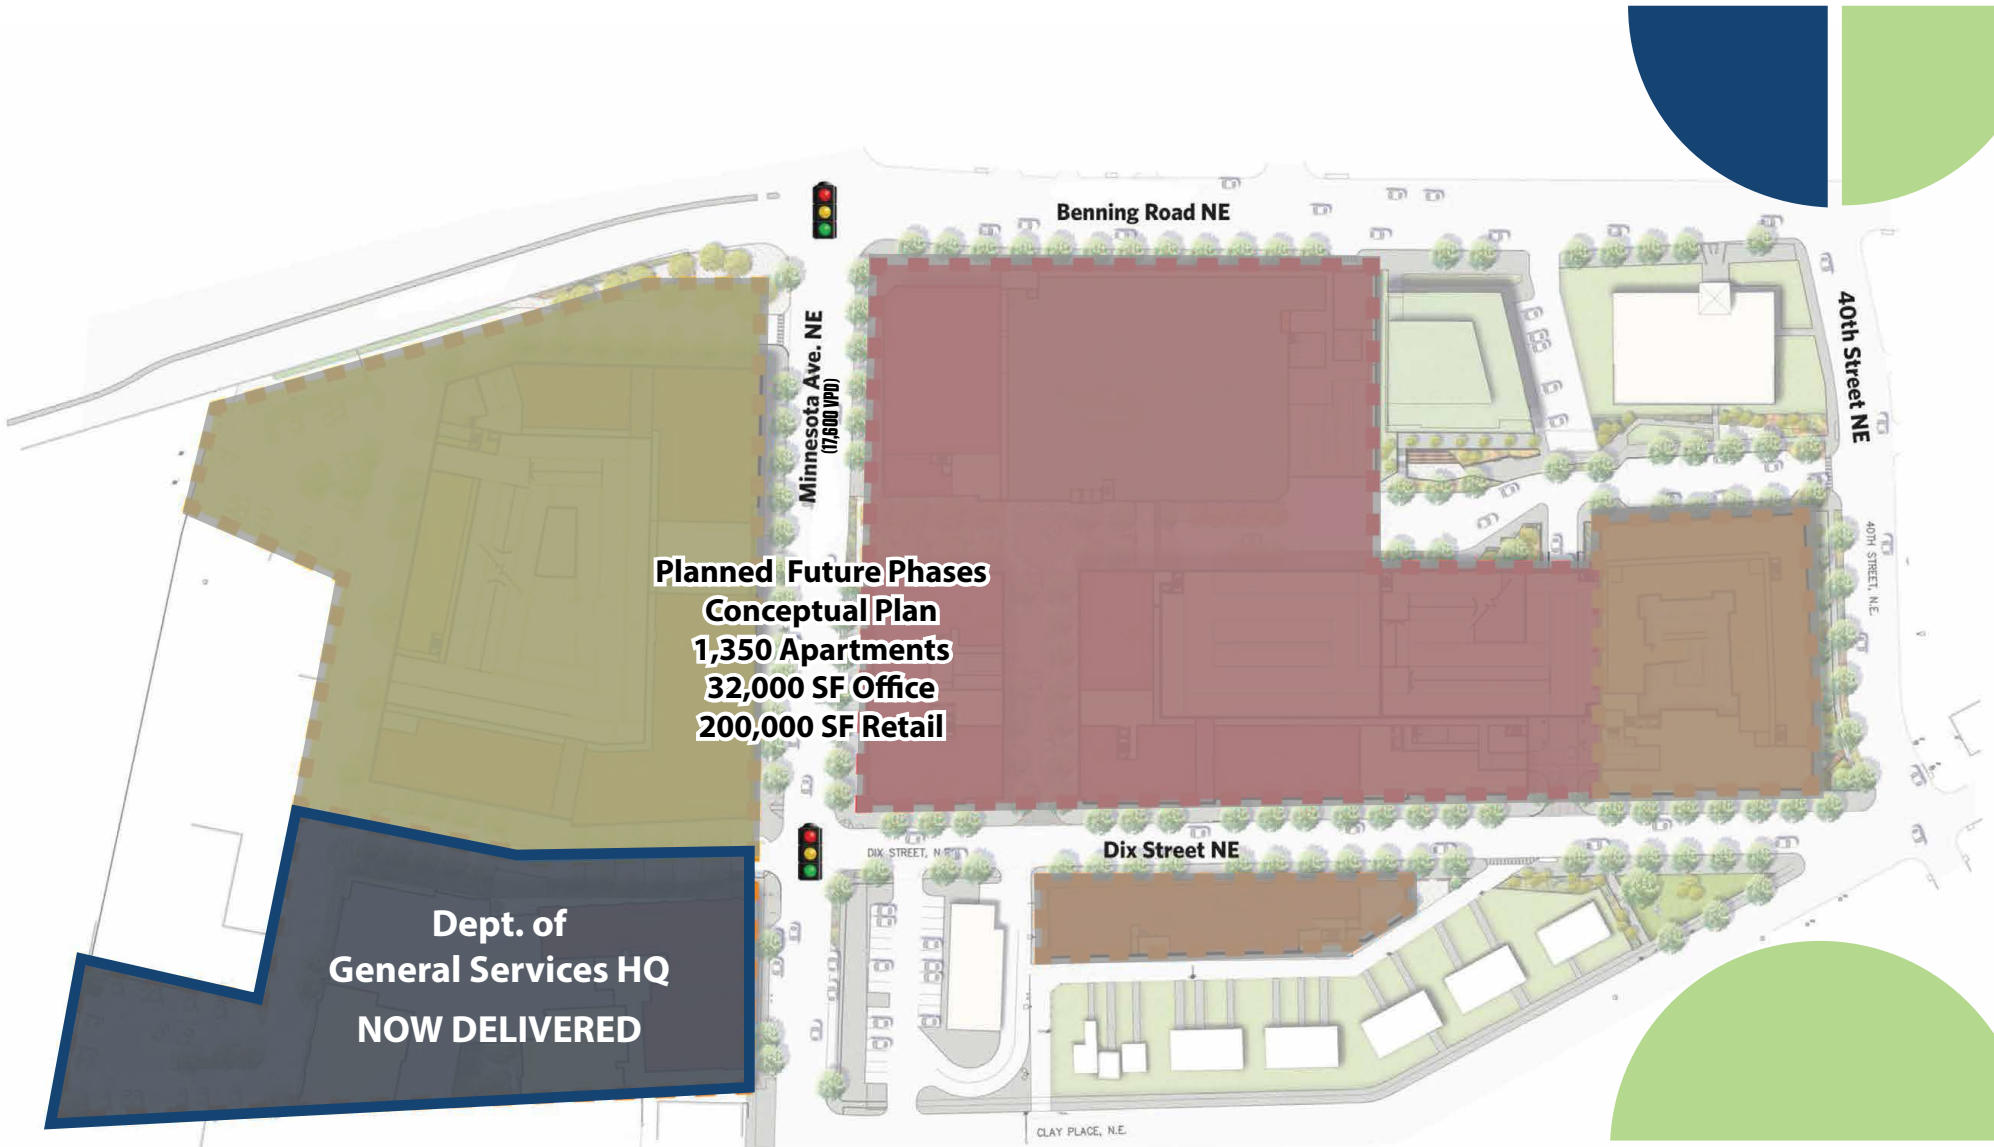 Benning Road NE
Minnesota Ave. NE
(17,600 VPD)
40th Street NE
40TH STREET, N.E.
Planned Future Phases
Conceptual Plan
1,350 Apartments
32,000 SF Office
200,000 SF Retail
DIX STREET, N.E.
Dix Street NE
Dept. of
General Services HQ
NOW DELIVERED
CLAY PLACE, N.E.